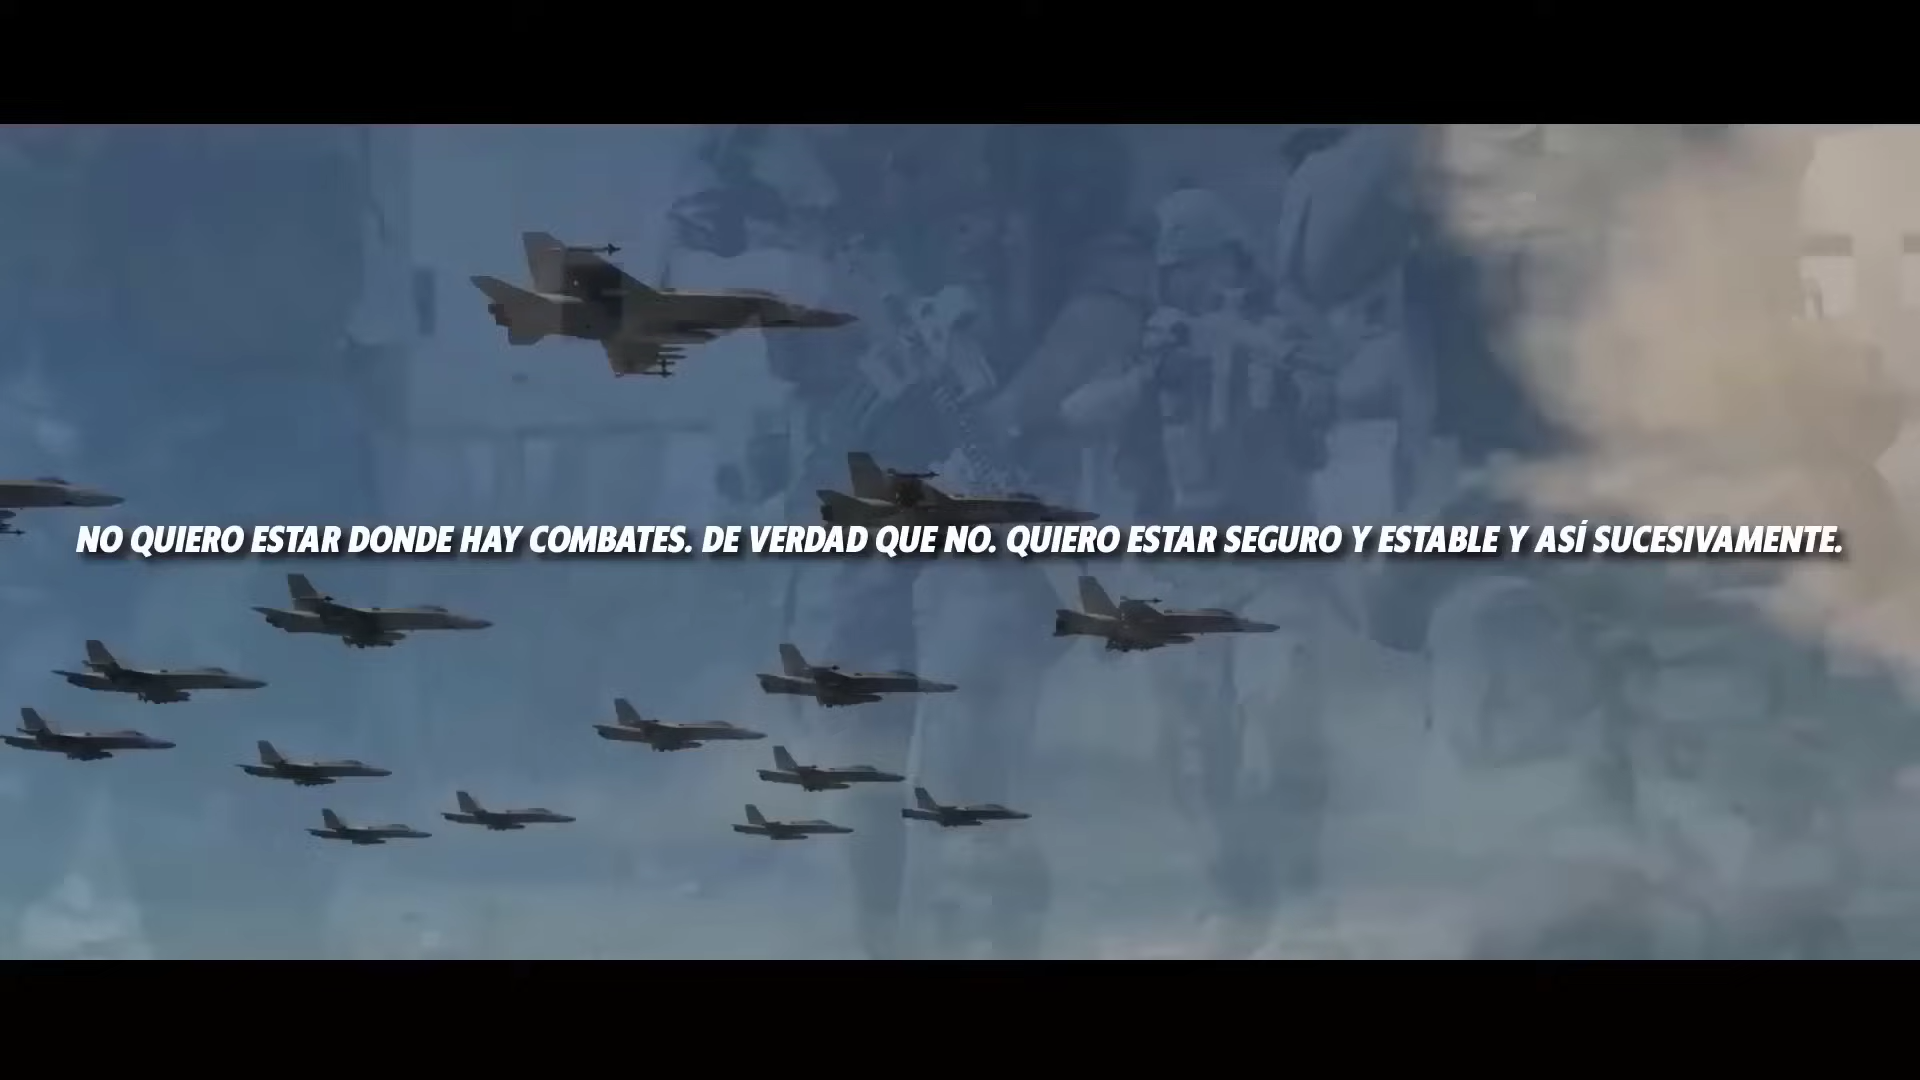 NO QUIERO ESTAR DONDE HAY COMBATES. DE VERDAD QUE NO. QUIERO ESTAR SEGURO Y ESTABLE Y ASÍ SUCESIVAMENTE.